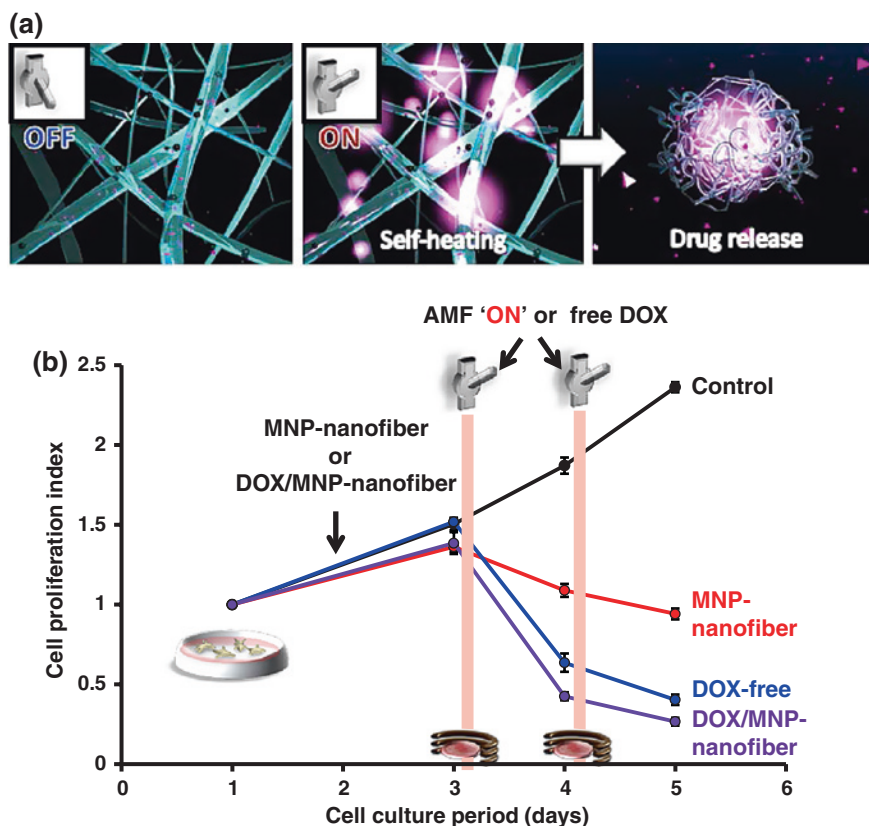 (a)
OFF
ON
Self-heating
Drug release
AMF ‘ON’ or free DOX
(b)
2.5
2
1.5
1
0.5
0
Cell proliferation index
MNP-nanofiber
or
DOX/MNP-nanofiber
Control
MNP-
nanofiber
DOX-free
DOX/MNP-
nanofiber
0 1 2 3 4 5 6
Cell culture period (days)